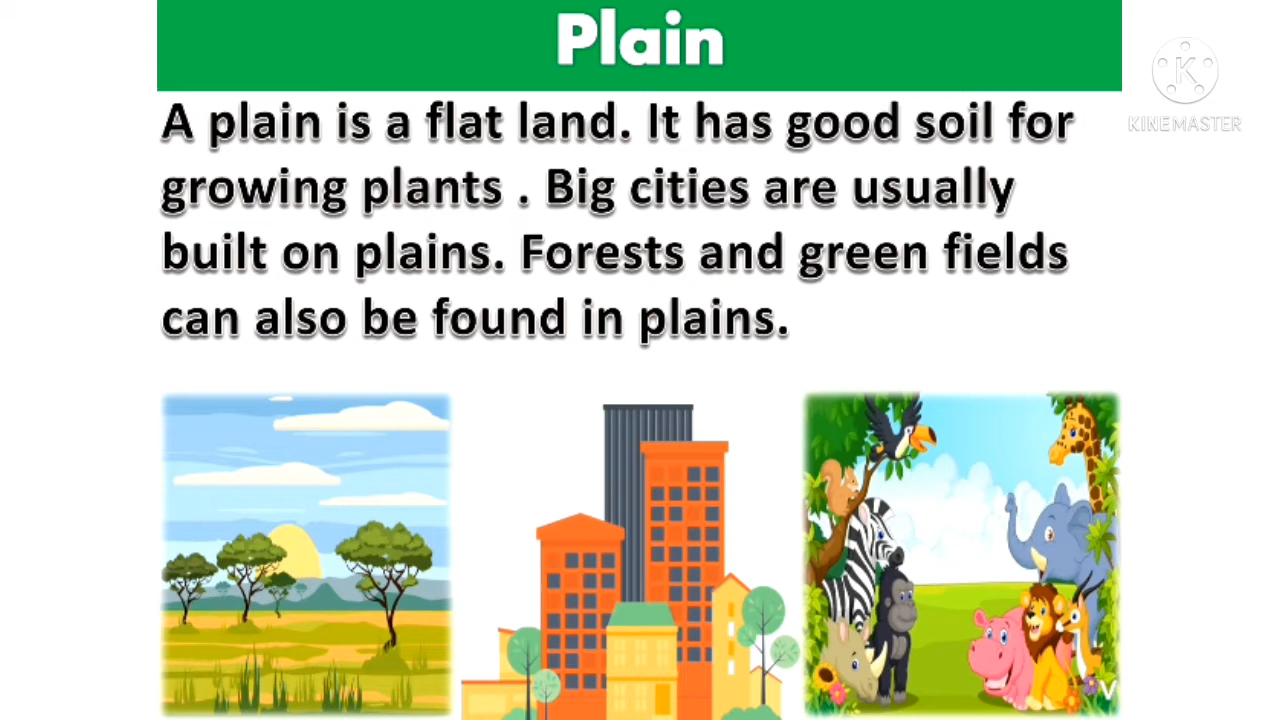 Plain
A plain is a flat land. It has good soil for
growing plants . Big cities are usually
built on plains. Forests and green fields
can also be found in plains.
K
KINEMASTER